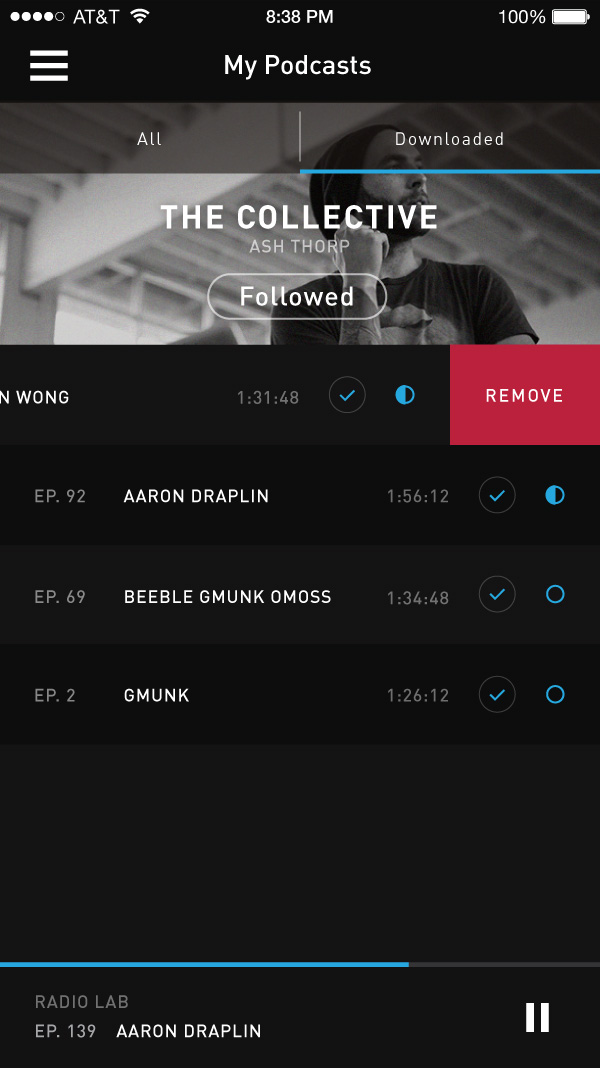 AT&T 8:38 PM 100%
My Podcasts
All Downloaded
THE COLLECTIVE
ASH THORP
Followed
N WONG 1:31:48 REMOVE
EP. 92 AARON DRAPLIN 1:56:12
EP. 69 BEEBLE GMUNK OMOSS 1:34:48
EP. 2 GMUNK 1:26:12
RADIO LAB
EP. 139 AARON DRAPLIN